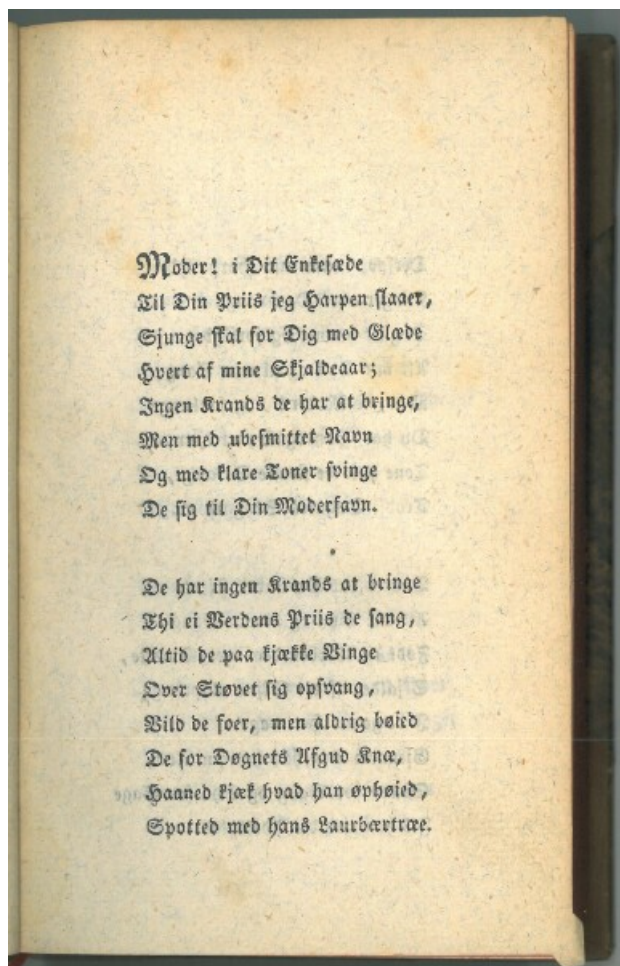 Moder! i Dit Enkesæde
Til Din Priis jeg Harpen slaaer,
Sjunge skal for Dig med Glæde
Hvert af mine Skjaldeaar;
Ingen Krands de har at bringe,
Men med ubesmittet Navn
Og med klare Toner svinge
De sig til Din Moderfavn.
De har ingen Krands at bringe
Thi ei Verdens Priis de sang,
Altid de paa kjække Vinge
Over Støvet sig opsvang,
Vild de foer, men aldrig bøied
De for Døgnets Afgud Knæ,
Haaned kjæk hvad han ophøied,
Spotted med hans Laurbærtræe.